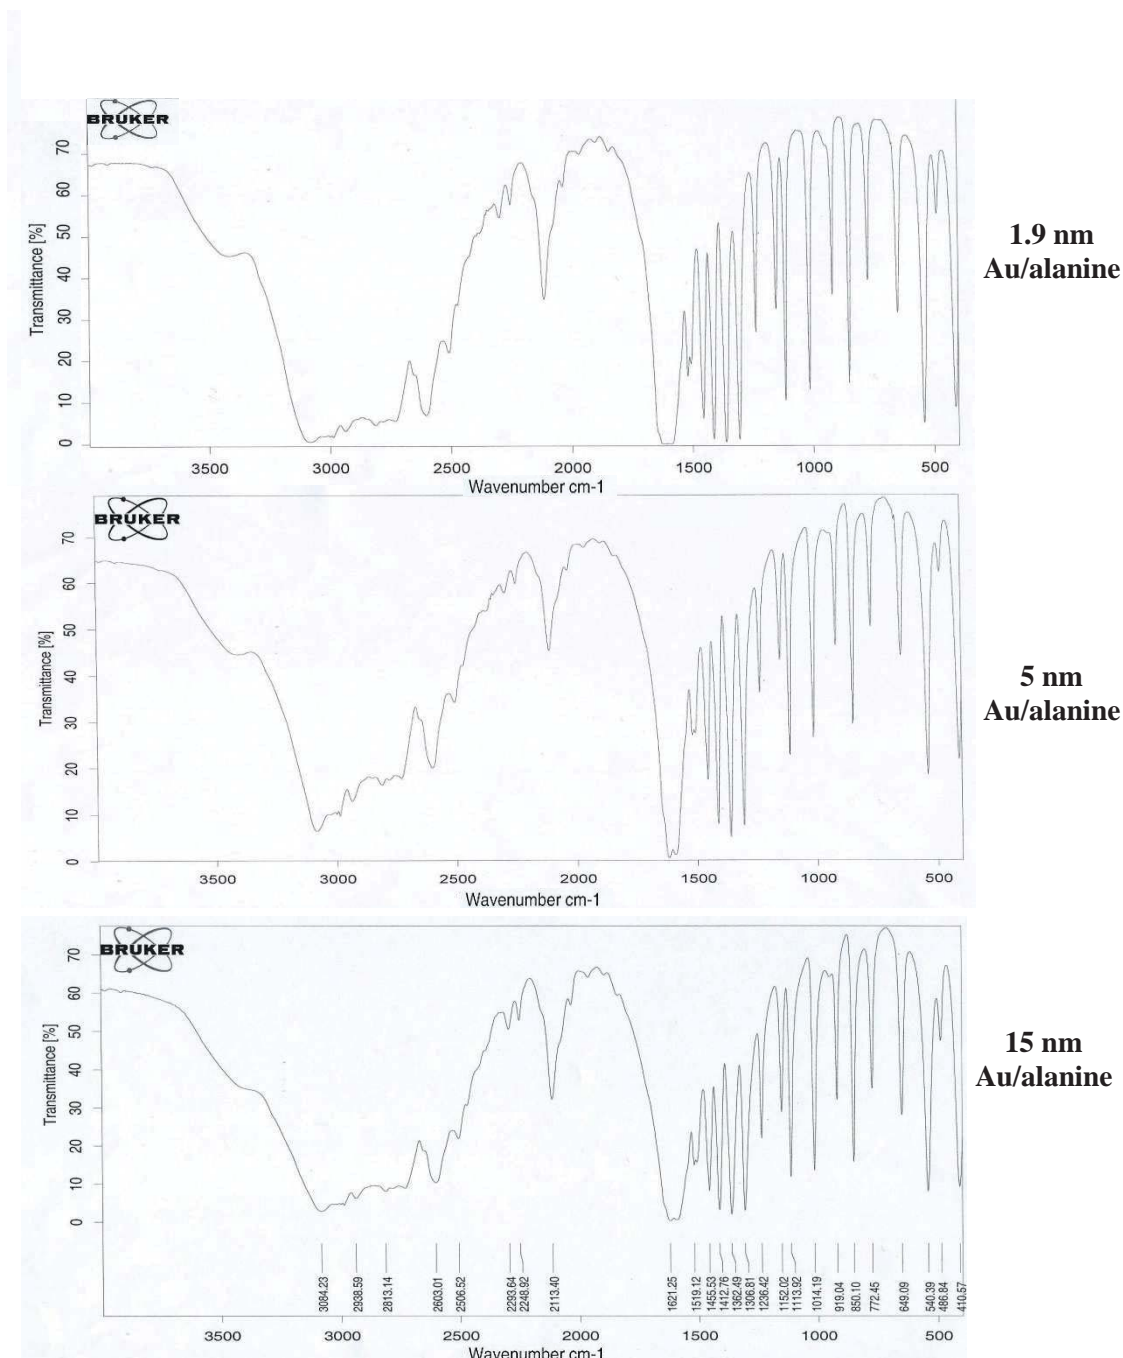 BRUKER
Transmittance [%]
70
60
50
40
30
20
10
0
3500 3000 2500 2000 1500 1000 500
Wavenumber cm-1
1.9 nm
Au/alanine
BRUKER
Transmittance [%]
70
60
50
40
30
20
10
0
3500 3000 2500 2000 1500 1000 500
Wavenumber cm-1
5 nm
Au/alanine
BRUKER
Transmittance [%]
70
60
50
40
30
20
10
0
3084.23
2938.59
2813.14
2603.01
2506.52
2293.64
2248.92
2113.40
1621.25
1519.12
1455.53
1412.76
1362.49
1306.81
1236.42
1152.02
1113.92
1014.19
919.04
850.10
772.45
649.09
540.39
486.84
410.57
3500 3000 2500 2000 1500 1000 500
Wavenumber cm-1
15 nm
Au/alanine